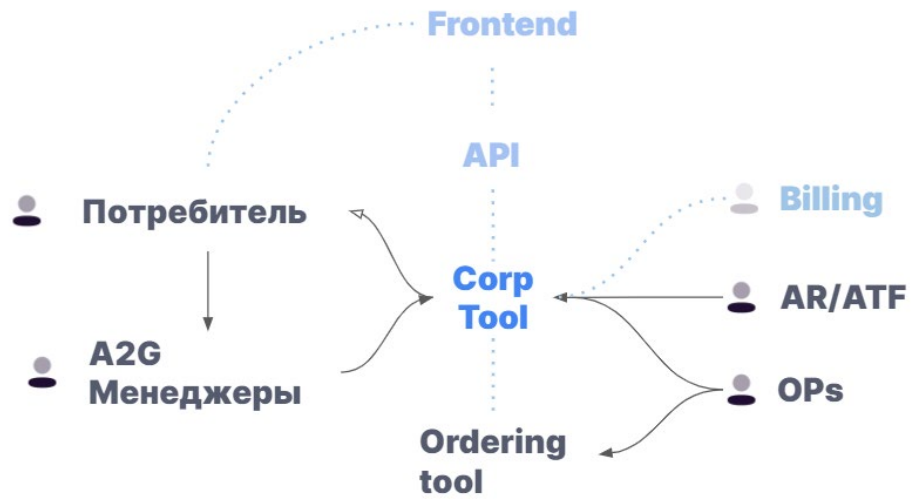 Frontend
API
Потребитель
Billing
Corp
Tool
AR/ATF
A2G
Менеджеры
OPs
Ordering
tool